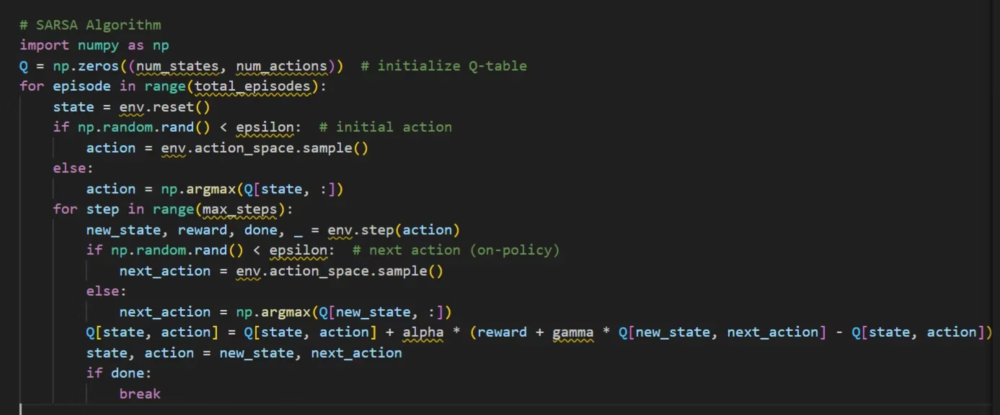 # SARSA Algorithm
import numpy as np
Q = np.zeros((num_states, num_actions))  # initialize Q-table
for episode in range(total_episodes):
    state = env.reset()
    if np.random.rand() < epsilon:  # initial action
        action = env.action_space.sample()
    else:
        action = np.argmax(Q[state, :])
    for step in range(max_steps):
        new_state, reward, done, _ = env.step(action)
        if np.random.rand() < epsilon:  # next action (on-policy)
            next_action = env.action_space.sample()
        else:
            next_action = np.argmax(Q[new_state, :])
        Q[state, action] = Q[state, action] + alpha * (reward + gamma * Q[new_state, next_action] - Q[state, action])
        state, action = new_state, next_action
        if done:
            break